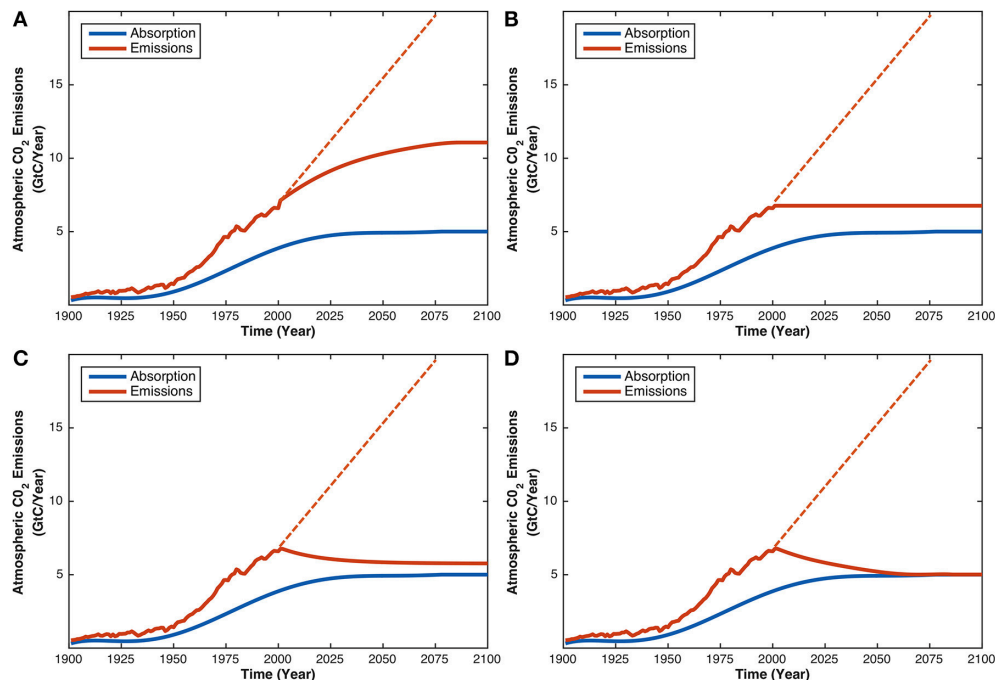 A
Absorption
Emissions
15
10
5
Atmospheric C0₂ Emissions
(GtC/Year)
1900 1925 1950 1975 2000 2025 2050 2075 2100
Time (Year)
B
Absorption
Emissions
15
10
5
Atmospheric C0₂ Emissions
(GtC/Year)
1900 1925 1950 1975 2000 2025 2050 2075 2100
Time (Year)
C
Absorption
Emissions
15
10
5
Atmospheric C0₂ Emissions
(GtC/Year)
1900 1925 1950 1975 2000 2025 2050 2075 2100
Time (Year)
D
Absorption
Emissions
15
10
5
Atmospheric C0₂ Emissions
(GtC/Year)
1900 1925 1950 1975 2000 2025 2050 2075 2100
Time (Year)